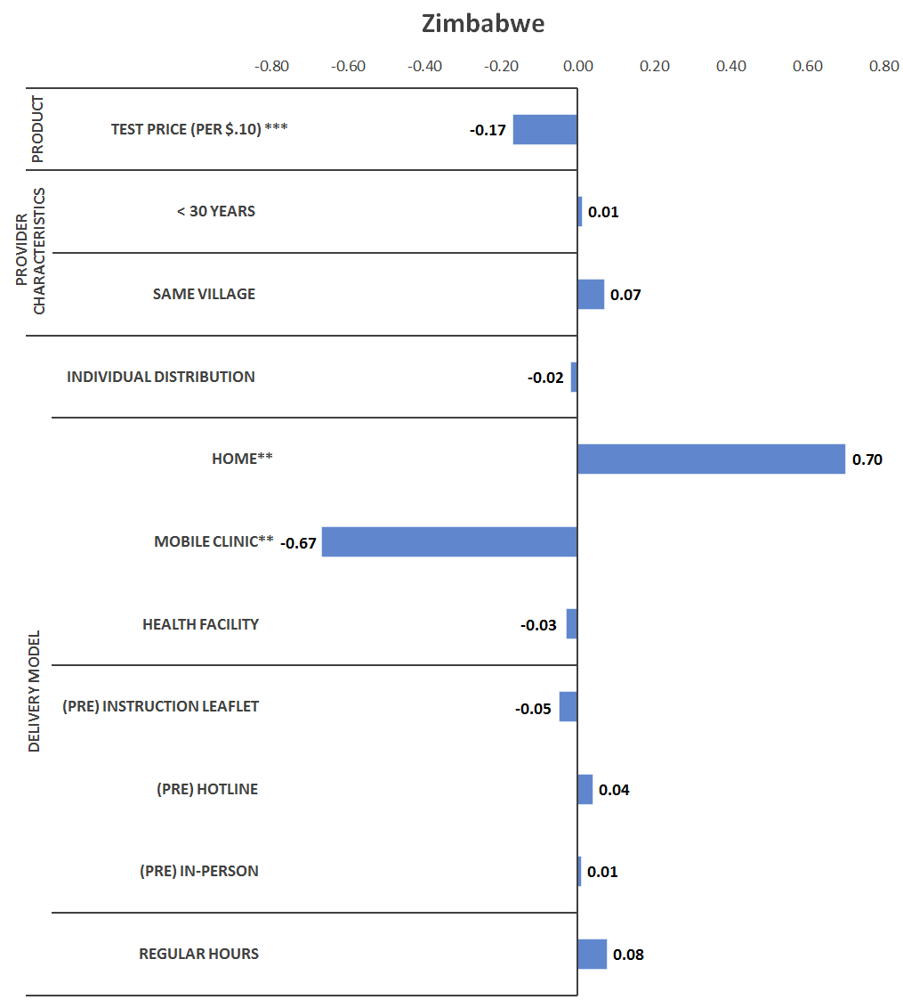 Zimbabwe
-0.80 -0.60 -0.40 -0.20 0.00 0.20 0.40 0.60 0.80
PRODUCT
TEST PRICE (PER $.10) *** -0.17
PROVIDER
CHARACTERISTICS
< 30 YEARS 0.01
SAME VILLAGE 0.07
DELIVERY MODEL
INDIVIDUAL DISTRIBUTION -0.02
HOME** 0.70
MOBILE CLINIC** -0.67
HEALTH FACILITY -0.03
(PRE) INSTRUCTION LEAFLET -0.05
(PRE) HOTLINE 0.04
(PRE) IN-PERSON 0.01
REGULAR HOURS 0.08